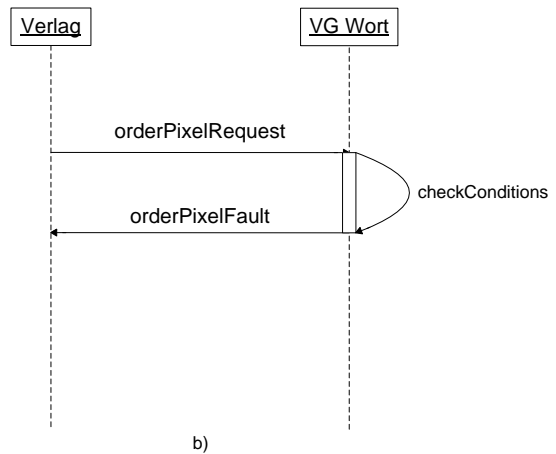 Verlag
VG Wort
orderPixelRequest
checkConditions
orderPixelFault
b)